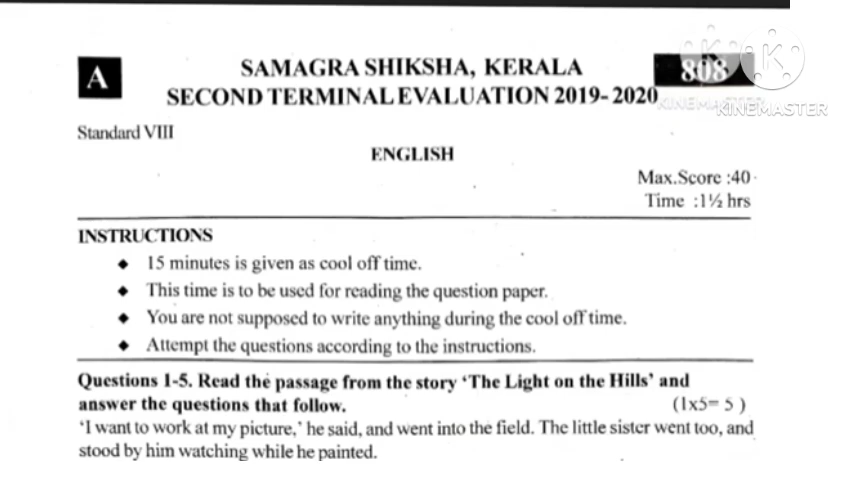 A
SAMAGRA SHIKSHA, KERALA
808
SECOND TERMINAL EVALUATION 2019-2020
KINEMASTER
KINEMASTER
Standard VIII
ENGLISH
Max.Score :40
Time :1½ hrs
INSTRUCTIONS
◆ 15 minutes is given as cool off time.
◆ This time is to be used for reading the question paper.
◆ You are not supposed to write anything during the cool off time.
◆ Attempt the questions according to the instructions.
Questions 1-5. Read the passage from the story ‘The Light on the Hills’ and
answer the questions that follow. (1x5= 5 )
‘I want to work at my picture,’ he said, and went into the field. The little sister went too, and
stood by him watching while he painted.